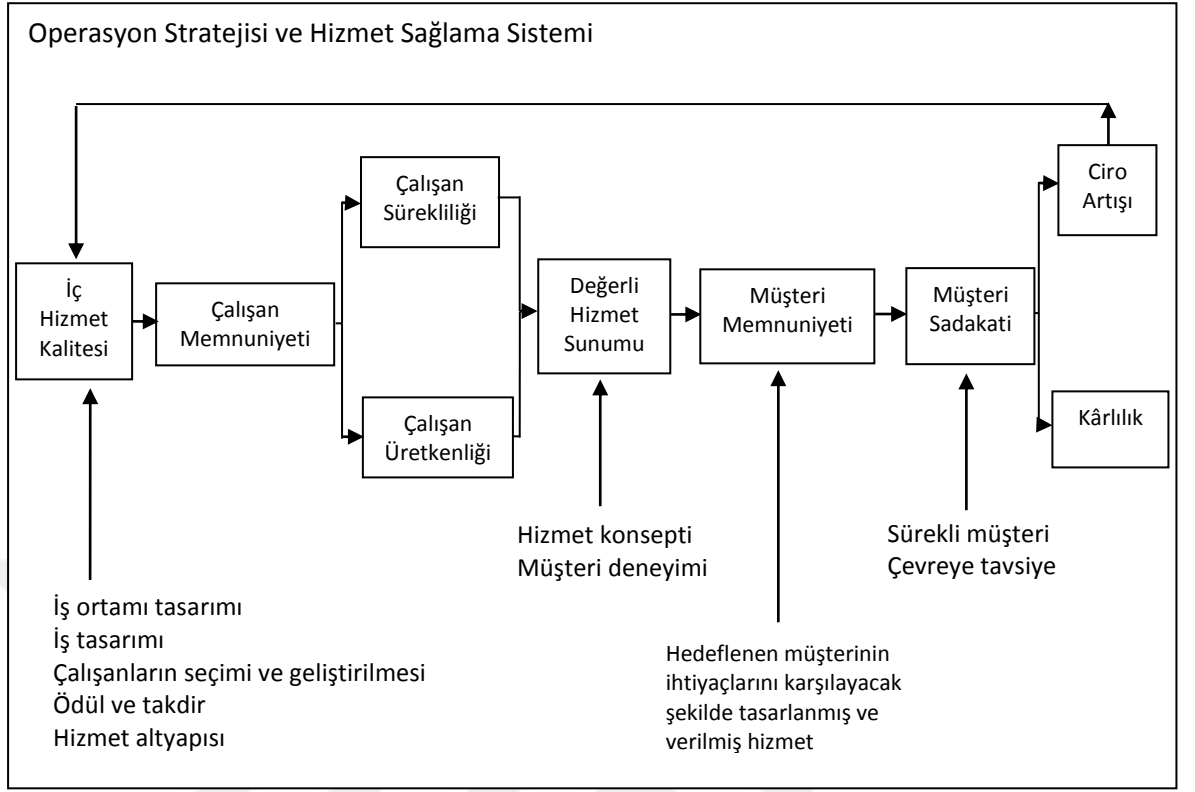 Operasyon Stratejisi ve Hizmet Sağlama Sistemi
Çalışan
Sürekliliği
Ciro
Artışı
İç
Hizmet
Kalitesi
Çalışan
Memnuniyeti
Değerli
Hizmet
Sunumu
Müşteri
Memnuniyeti
Müşteri
Sadakati
Çalışan
Üretkenliği
Kârlılık
Hizmet konsepti
Müşteri deneyimi
Sürekli müşteri
Çevreye tavsiye
İş ortamı tasarımı
İş tasarımı
Çalışanların seçimi ve geliştirilmesi
Ödül ve takdir
Hizmet altyapısı
Hedeflenen müşterinin
ihtiyaçlarını karşılayacak
şekilde tasarlanmış ve
verilmiş hizmet